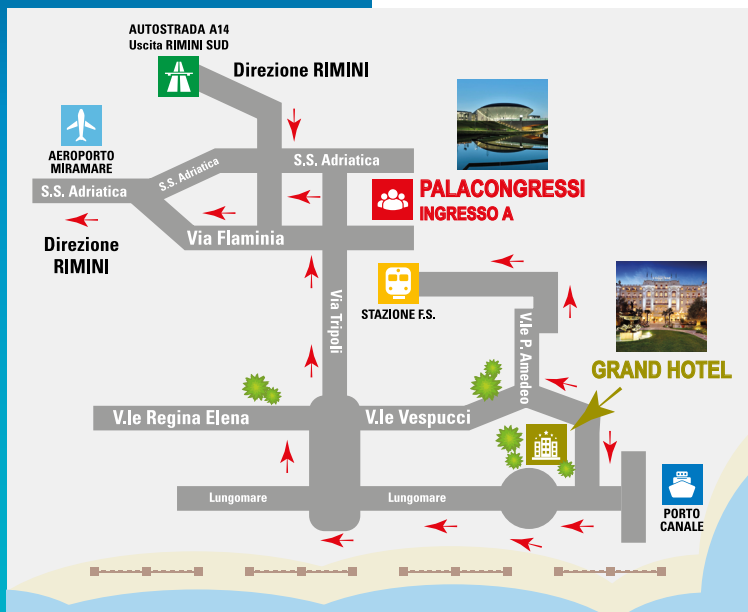 AUTOSTRADA A14
Uscita RIMINI SUD
Direzione RIMINI
AEROPORTO
MIRAMARE
S.S. Adriatica
S.S. Adriatica
S.S. Adriatica
PALACONGRESSI
INGRESSO A
Direzione
RIMINI
Via Flaminia
Via Tripoli
STAZIONE F.S.
V.le P. Amedeo
GRAND HOTEL
V.le Regina Elena
V.le Vespucci
Lungomare
Lungomare
PORTO
CANALE